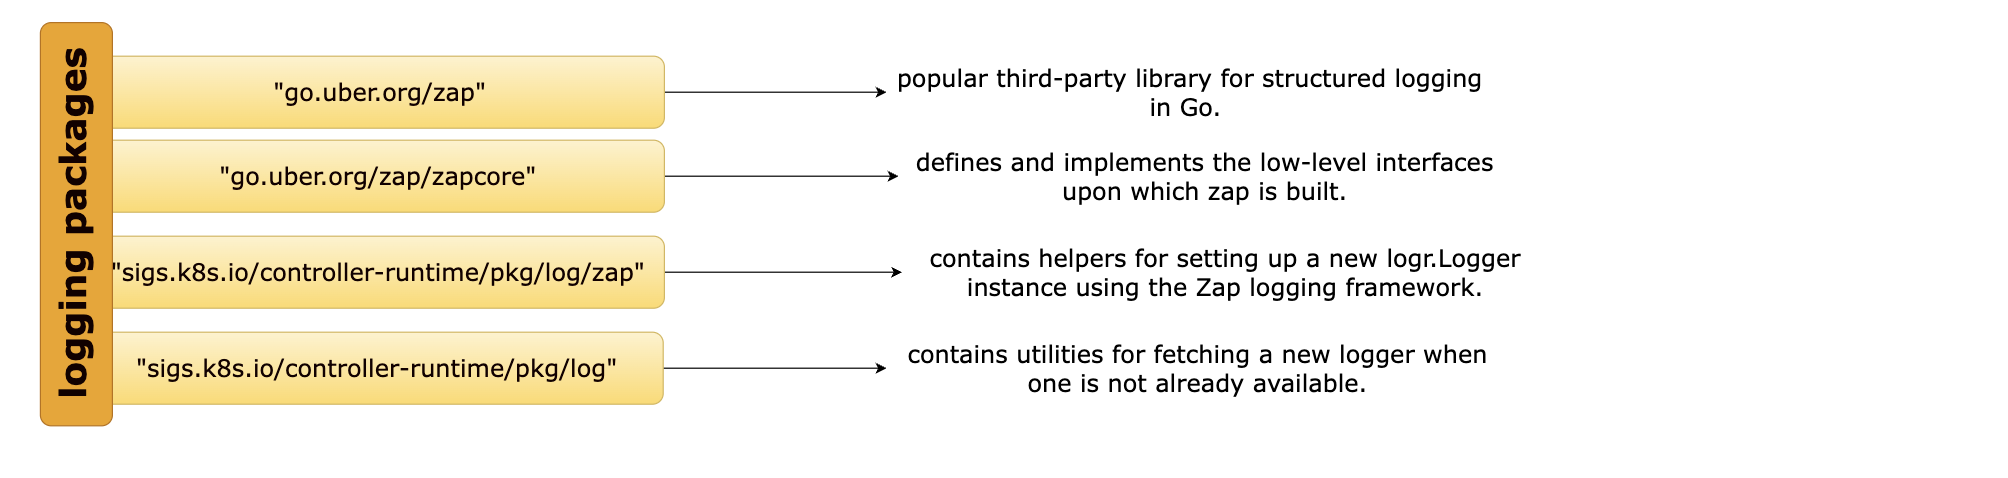 logging packages
"go.uber.org/zap"
popular third-party library for structured logging
in Go.
"go.uber.org/zap/zapcore"
defines and implements the low-level interfaces
upon which zap is built.
"sigs.k8s.io/controller-runtime/pkg/log/zap"
contains helpers for setting up a new logr.Logger
instance using the Zap logging framework.
"sigs.k8s.io/controller-runtime/pkg/log"
contains utilities for fetching a new logger when
one is not already available.